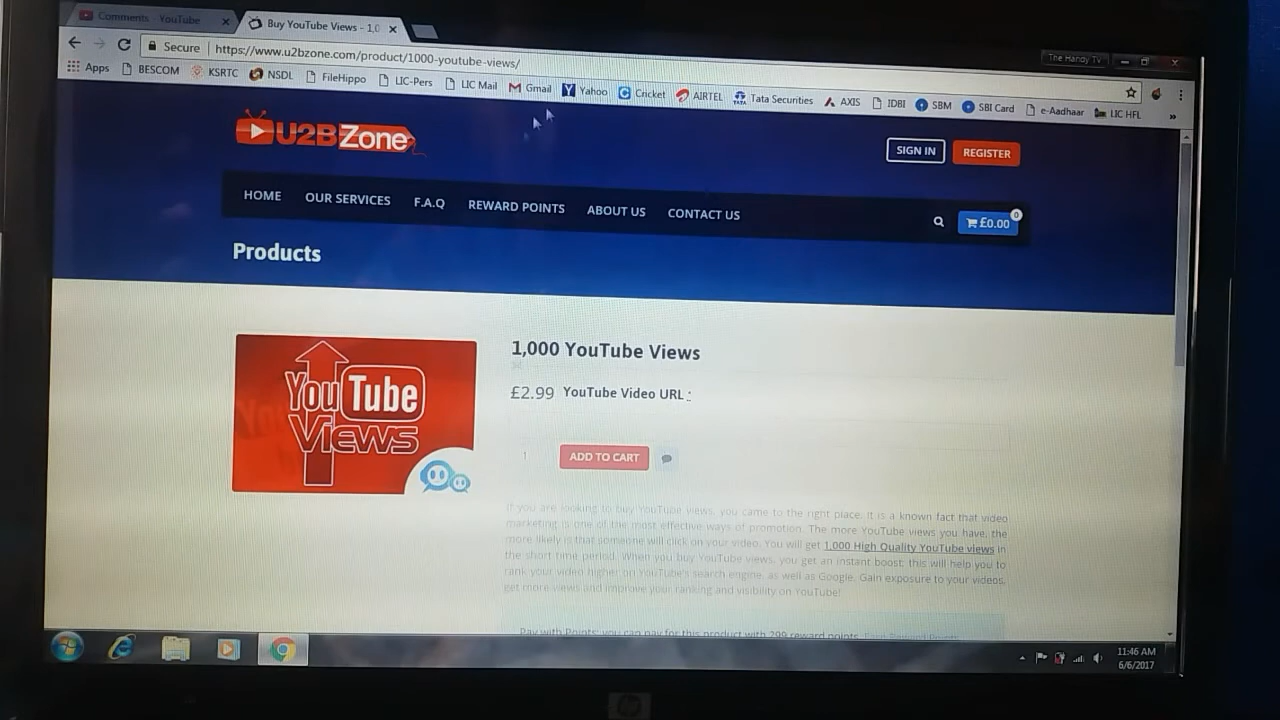 Comments - YouTube
Buy YouTube Views - 1,0
Secure https://www.u2bzone.com/product/1000-youtube-views/
The Handy Tv
Apps BESCOM KSRTC NSDL FileHippo LIC-Pers LIC Mail Gmail Yahoo Cricket AIRTEL Tata Securities AXIS IDBI SBM SBI Card e-Aadhaar LIC HFL »
U2BZone
SIGN IN REGISTER
HOME OUR SERVICES F.A.Q REWARD POINTS ABOUT US CONTACT US
£0.00 0
Products
YouTube
Views
1,000 YouTube Views
£2.99 YouTube Video URL :
1 ADD TO CART
If you are looking to buy YouTube views, you came to the right place. It is a known fact that video
marketing is one of the most effective ways of promotion. The more YouTube views you have, the
more likely is that someone will click on your video. You will get 1,000 High Quality YouTube views in
the short time period. When you buy YouTube views, you get an instant boost, this will help you to
rank your video higher on YouTube's search engine, as well as Google. Gain exposure to your videos,
get more views and improve your ranking and visibility on YouTube!
Pay with Points: you can pay for this product with 299 reward points.
11:46 AM
6/6/2017
hp